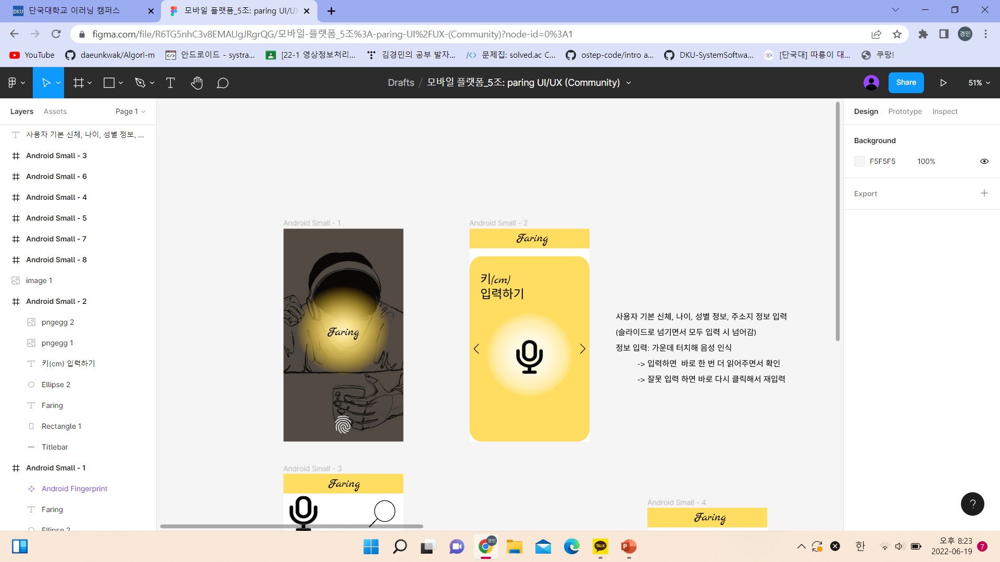 DKU 단국대학교 이러닝 캠퍼스
모바일 플랫폼_5조: paring UI/UX
figma.com/file/R6TG5nhC3v8EMAUgJRgrQG/모바일-플랫폼_5조%3A-paring-UI%2FUX-(Community)?node-id=0%3A1
경민
YouTube
daeunkwak/Algori-m
안드로이드 - systra...
[22-1 영상정보처리...
김경민의 공부 발자...
문제집: solved.ac C...
ostep-code/intro a...
DKU-SystemSoftwa...
[단국대] 따릉이 대...
쿠팡!
Drafts / 모바일 플랫폼_5조: paring UI/UX (Community)
Share
51%
Layers
Assets
Page 1
사용자 기본 신체, 나이, 성별 정보, ...
Android Small - 3
Android Small - 6
Android Small - 4
Android Small - 5
Android Small - 7
Android Small - 8
image 1
Android Small - 2
pngegg 2
pngegg 1
키(cm) 입력하기
Ellipse 2
Faring
Rectangle 1
Titlebar
Android Small - 1
Android Fingerprint
Faring
Ellipse 2
Android Small - 1
Faring
Android Small - 2
Faring
키(cm)
입력하기
사용자 기본 신체, 나이, 성별 정보, 주소지 정보 입력
(슬라이드로 넘기면서 모두 입력 시 넘어감)
정보 입력: 가운데 터치해 음성 인식
-> 입력하면 바로 한 번 더 읽어주면서 확인
-> 잘못 입력 하면 바로 다시 클릭해서 재입력
Android Small - 3
Faring
Android Small - 4
Faring
Design
Prototype
Inspect
Background
F5F5F5
100%
Export
?
경민
TALK
P
한
오후 8:23
2022-06-19
7